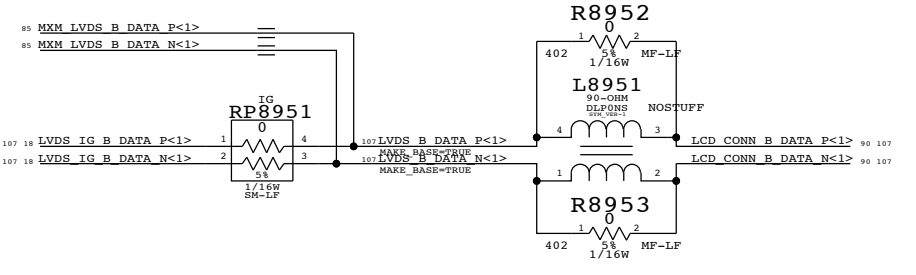 R8952
85 MXM_LVDS_B_DATA_P<1>
85 MXM_LVDS_B_DATA_N<1>
0
1 2
402 5% MF-LF
1/16W
L8951
90-OHM
DLP0NS
SYM_VER-1
NOSTUFF
IG
RP8951
0
4 3
107 18 LVDS_IG_B_DATA_P<1> 1 4 107 LVDS_B_DATA_P<1> LCD_CONN_B_DATA_P<1> 90 107
MAKE_BASE=TRUE
107 18 LVDS_IG_B_DATA_N<1> 2 3 107 LVDS_B_DATA_N<1> LCD_CONN_B_DATA_N<1> 90 107
MAKE_BASE=TRUE
5%
1/16W
SM-LF
1 2
R8953
0
1 2
402 5% MF-LF
1/16W